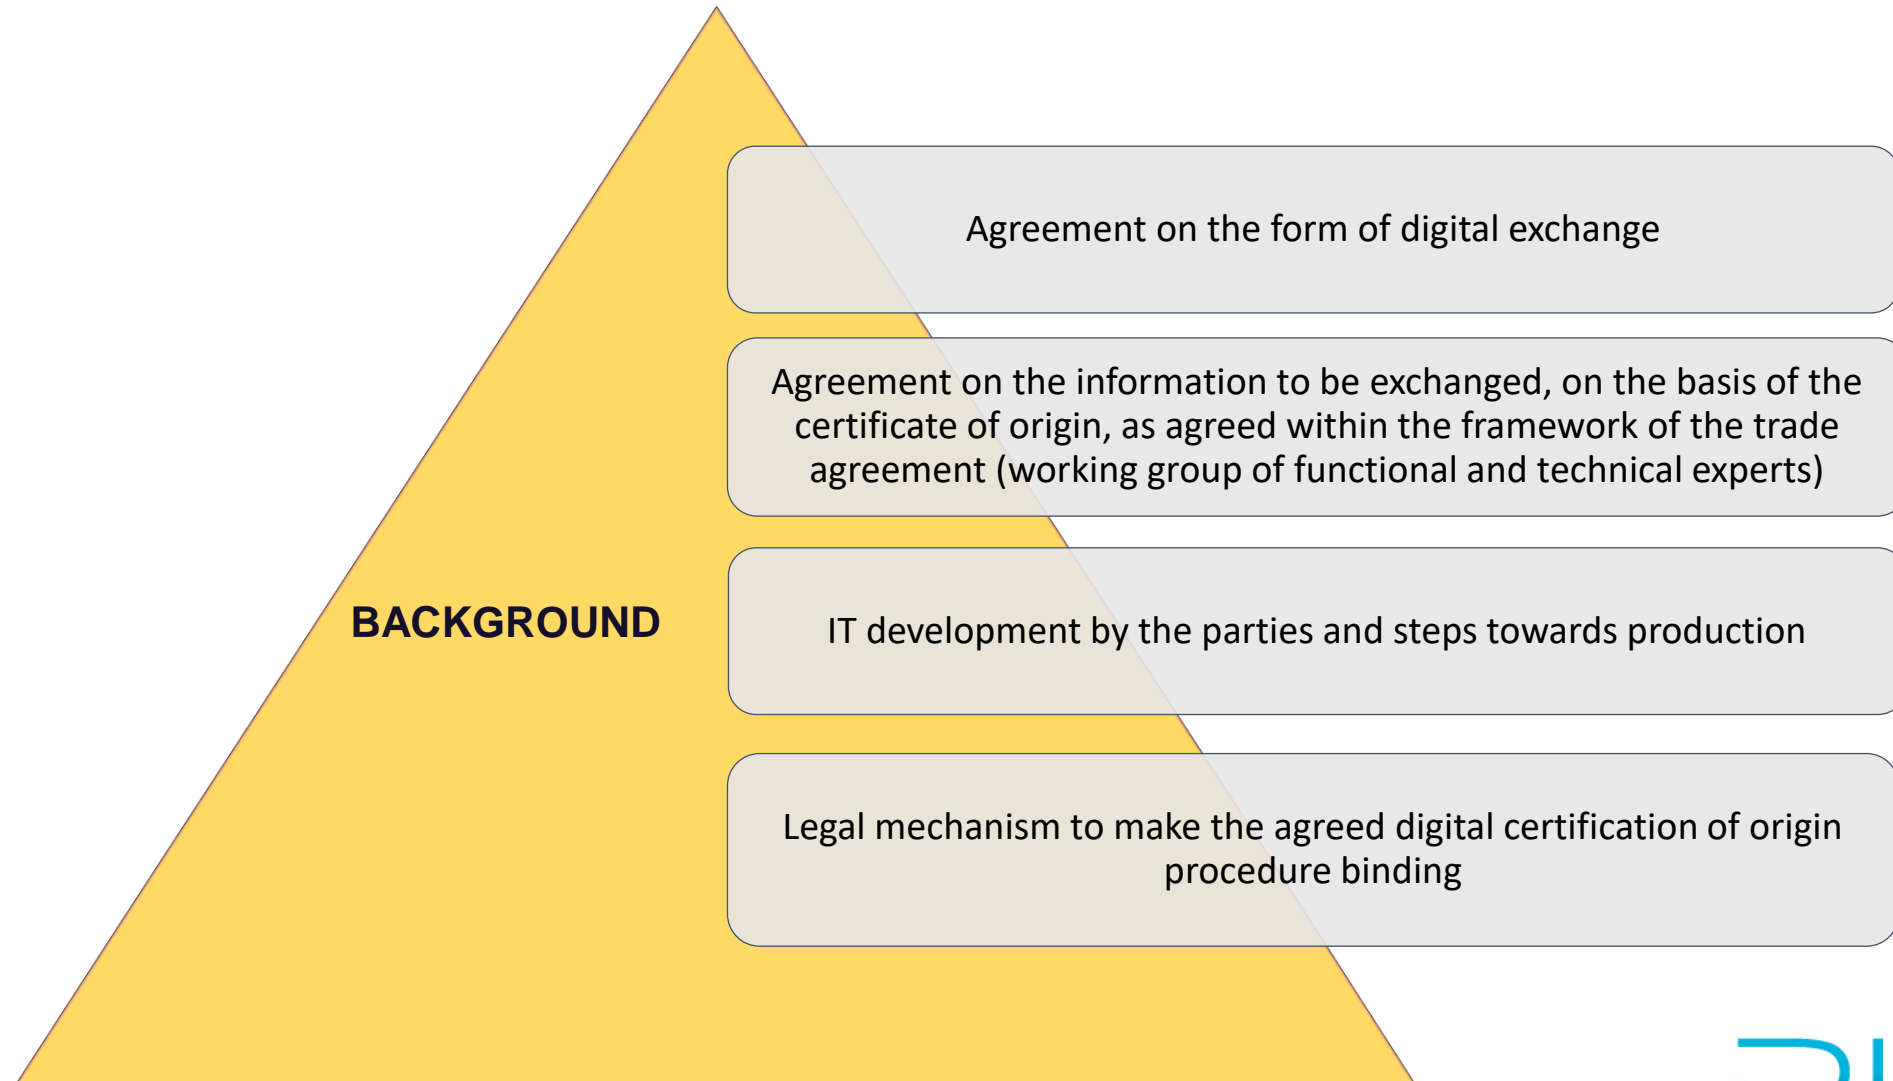 Agreement on the form of digital exchange
Agreement on the information to be exchanged, on the basis of the
certificate of origin, as agreed within the framework of the trade
agreement (working group of functional and technical experts)
BACKGROUND
IT development by the parties and steps towards production
Legal mechanism to make the agreed digital certification of origin
procedure binding